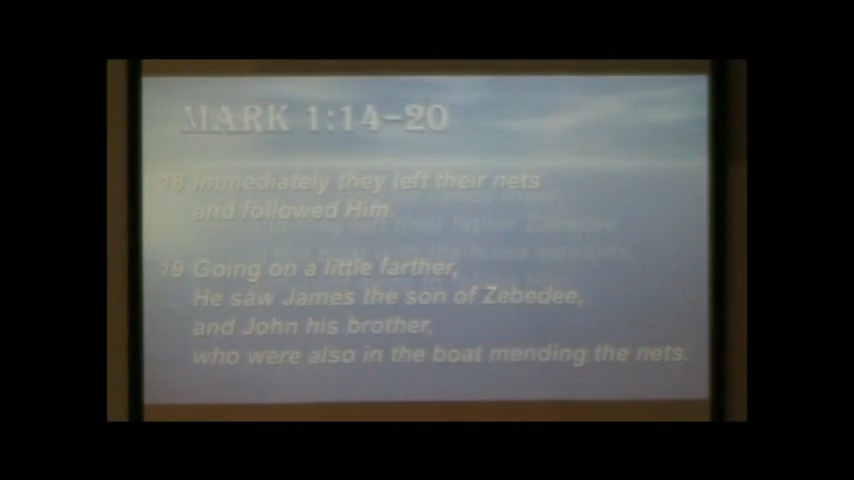 MARK 1:14-20
18 Immediately they left their nets
and followed Him.
19 Going on a little farther,
He saw James the son of Zebedee,
and John his brother,
who were also in the boat mending the nets.